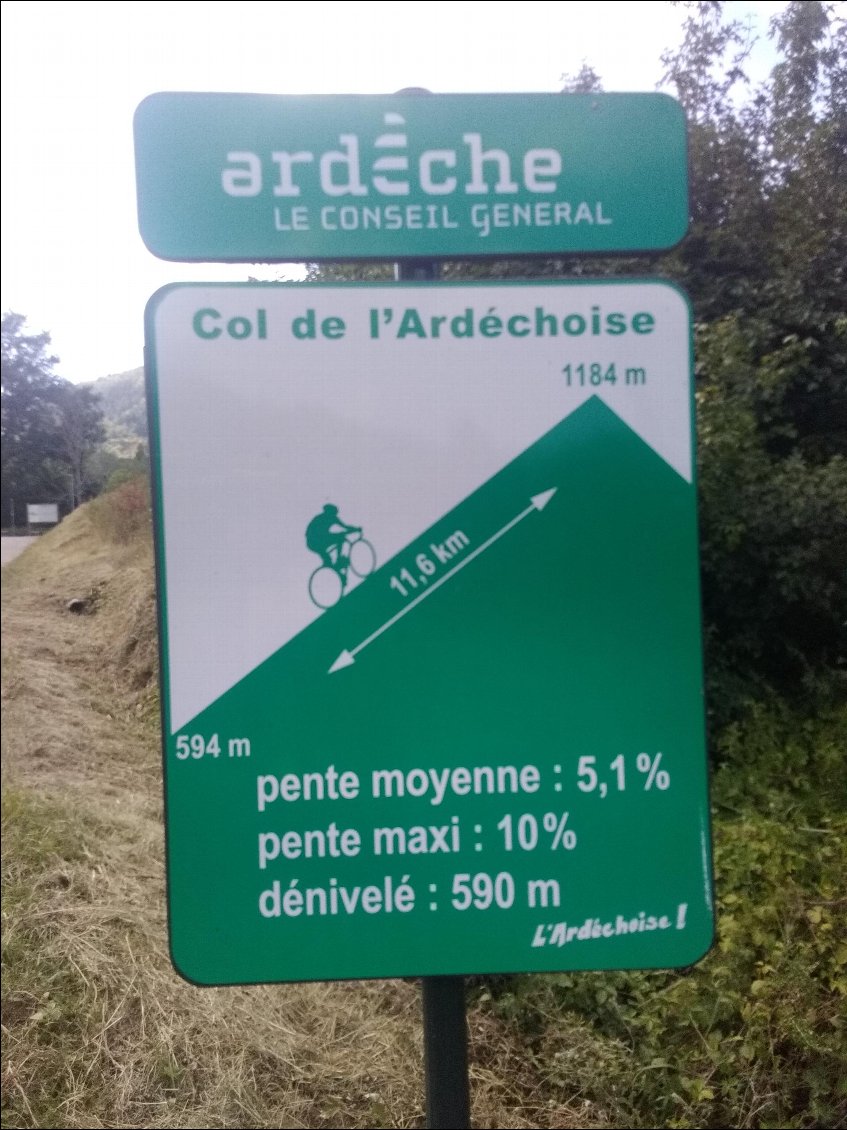 ardèche
LE CONSEIL GENERAL
Col de l'Ardéchoise
1184 m
11,6 km
594 m
pente moyenne : 5,1%
pente maxi : 10%
dénivelé : 590 m
L'Ardéchoise !